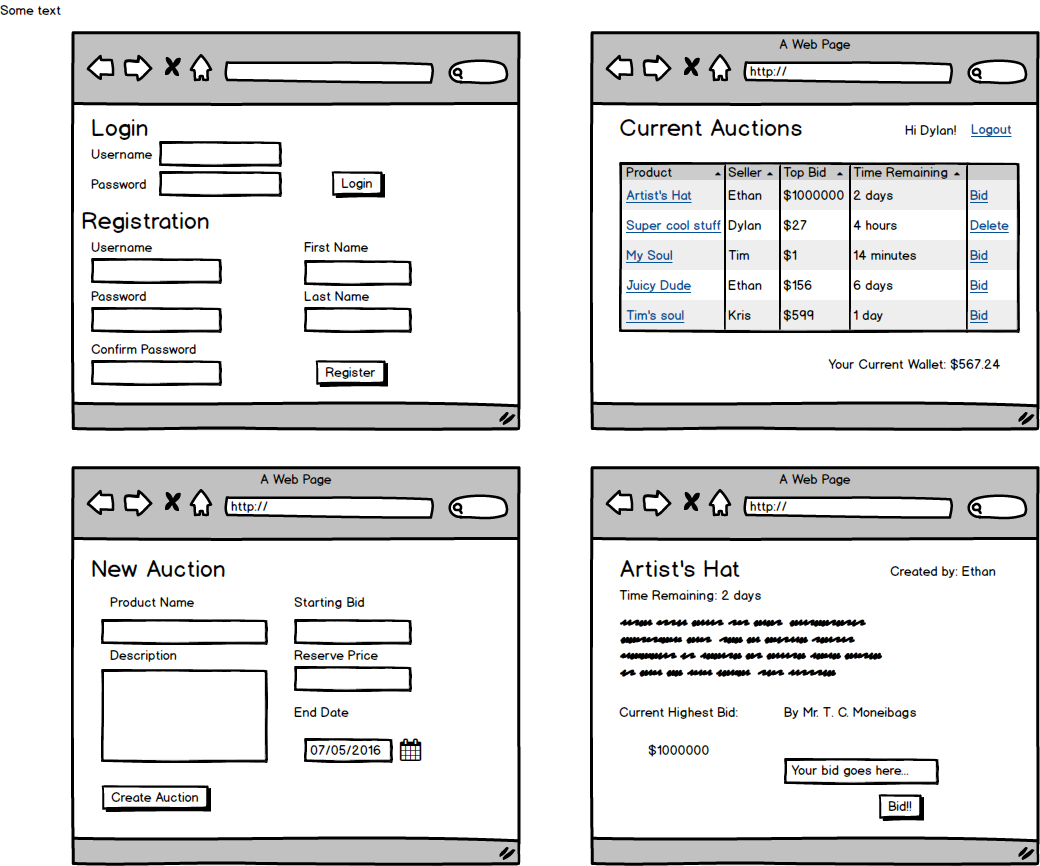 Some text
Login
Username
Password
Login
Registration
Username First Name
Password Last Name
Confirm Password
Register
A Web Page
http://
Current Auctions Hi Dylan! Logout
Product Seller Top Bid Time Remaining
Artist's Hat Ethan $1000000 2 days Bid
Super cool stuff Dylan $27 4 hours Delete
My Soul Tim $1 14 minutes Bid
Juicy Dude Ethan $156 6 days Bid
Tim's soul Kris $599 1 day Bid
Your Current Wallet: $567.24
A Web Page
http://
New Auction
Product Name Starting Bid
Description Reserve Price
End Date
07/05/2016
Create Auction
A Web Page
http://
Artist's Hat Created by: Ethan
Time Remaining: 2 days
Current Highest Bid: By Mr. T. C. Moneibags
$1000000
Your bid goes here...
Bid!!